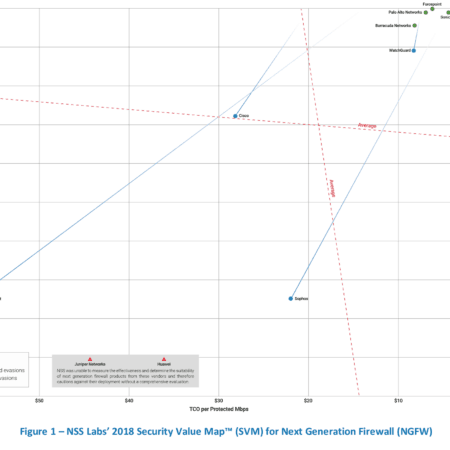 Forcepoint
Palo Alto Networks
Barracuda Networks
WatchGuard
Cisco
Average
Average
Sophos
Juniper Networks
Huawei
NSS was unable to measure the effectiveness and determine the suitability
of next generation firewall products from these vendors and therefore
cautions against their deployment without a comprehensive evaluation
$50
$40
$30
$20
$10
TCO per Protected Mbps
Figure 1 – NSS Labs’ 2018 Security Value Map™ (SVM) for Next Generation Firewall (NGFW)